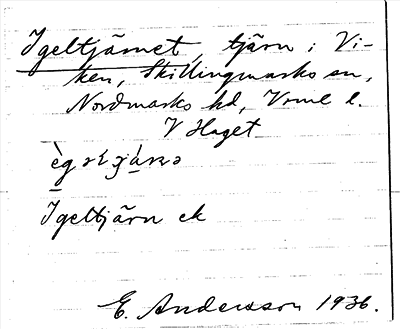 Igeltjärnet, tjärn i Vi-
ken, Skillingmarks sn,
Nordmarks hd, Vrml l.
V Haget
Igeltjärn ek
E. Andersson 1936.